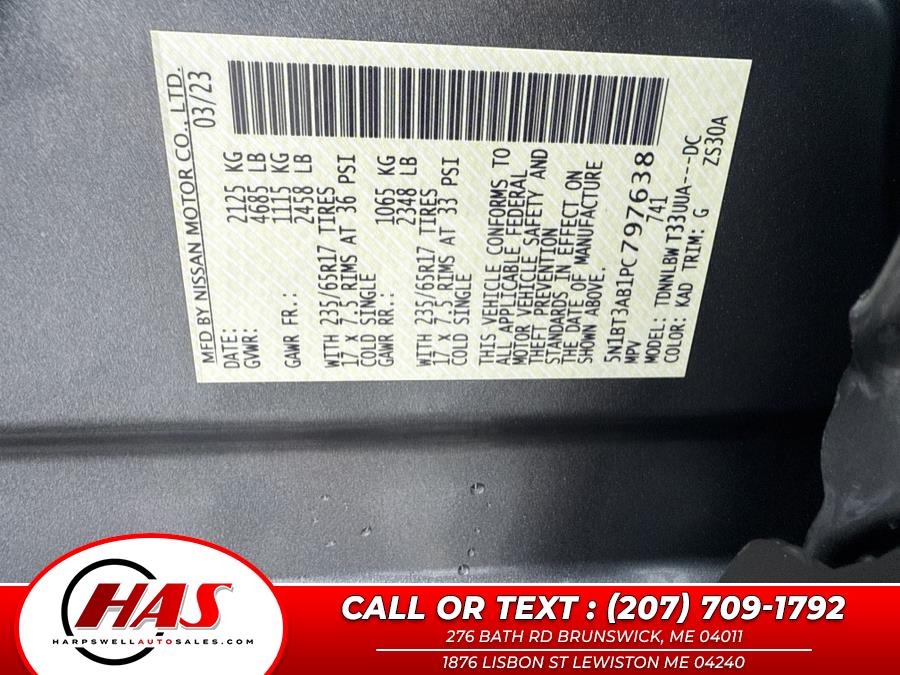 MFD BY NISSAN MOTOR CO., LTD.
DATE: 03/23
GVWR: 2125 KG
4685 LB
GAWR FR.: 1115 KG
2458 LB
WITH 235/65R17 TIRES
17 X 7.5 RIMS AT 36 PSI
COLD SINGLE
GAWR RR.: 1065 KG
2348 LB
WITH 235/65R17 TIRES
17 X 7.5 RIMS AT 33 PSI
COLD SINGLE
THIS VEHICLE CONFORMS TO
ALL APPLICABLE FEDERAL
MOTOR VEHICLE SAFETY AND
THEFT PREVENTION
STANDARDS IN EFFECT ON
THE DATE OF MANUFACTURE
SHOWN ABOVE.
5N1BT3AB1PC797638
MPV 741
MODEL: TDNNLBWT33UUA---DC
COLOR: KAD TRIM: G ZS30A
HAS
HARPSWELLAUTOSALES.COM
CALL OR TEXT : (207) 709-1792
276 BATH RD BRUNSWICK, ME 04011
1876 LISBON ST LEWISTON ME 04240